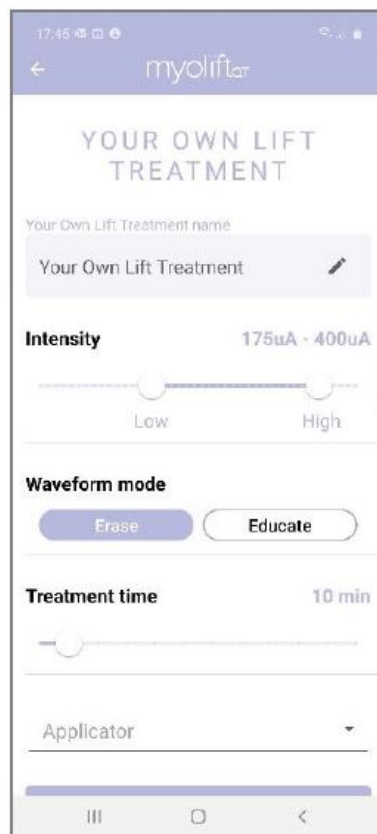 17:45
myolift QT
YOUR OWN LIFT
TREATMENT
Your Own Lift Treatment name
Your Own Lift Treatment
Intensity 175uA - 400uA
Low High
Waveform mode
Erase Educate
Treatment time 10 min
Applicator